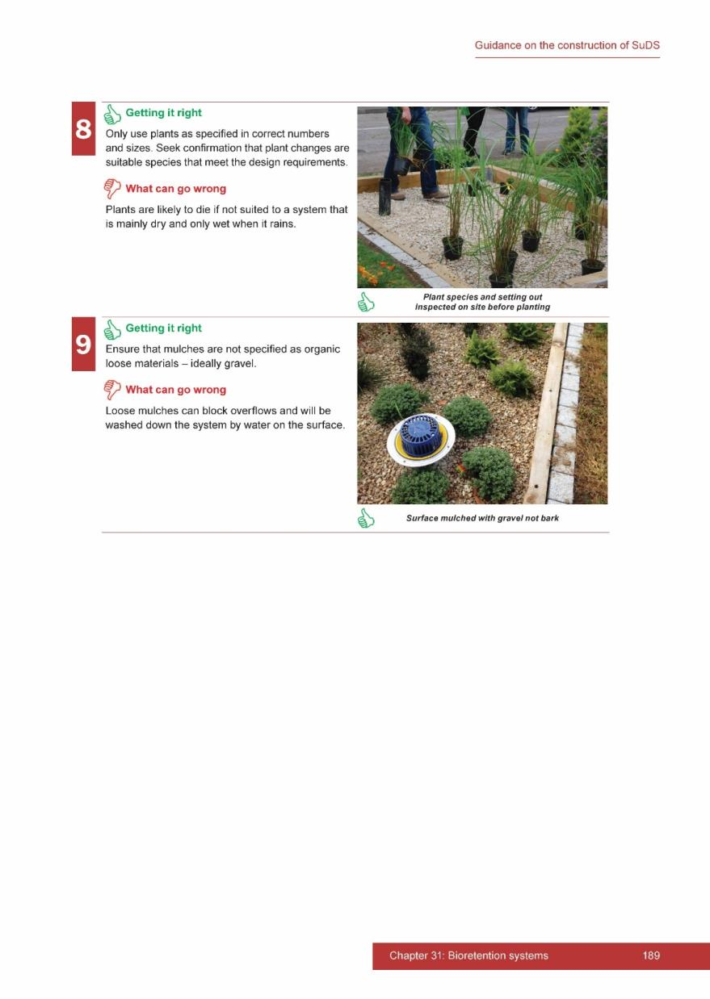 Guidance on the construction of SuDS
8
Getting it right
Only use plants as specified in correct numbers
and sizes. Seek confirmation that plant changes are
suitable species that meet the design requirements.
What can go wrong
Plants are likely to die if not suited to a system that
is mainly dry and only wet when it rains.
Plant species and setting out
inspected on site before planting
9
Getting it right
Ensure that mulches are not specified as organic
loose materials – ideally gravel.
What can go wrong
Loose mulches can block overflows and will be
washed down the system by water on the surface.
Surface mulched with gravel not bark
Chapter 31: Bioretention systems 189